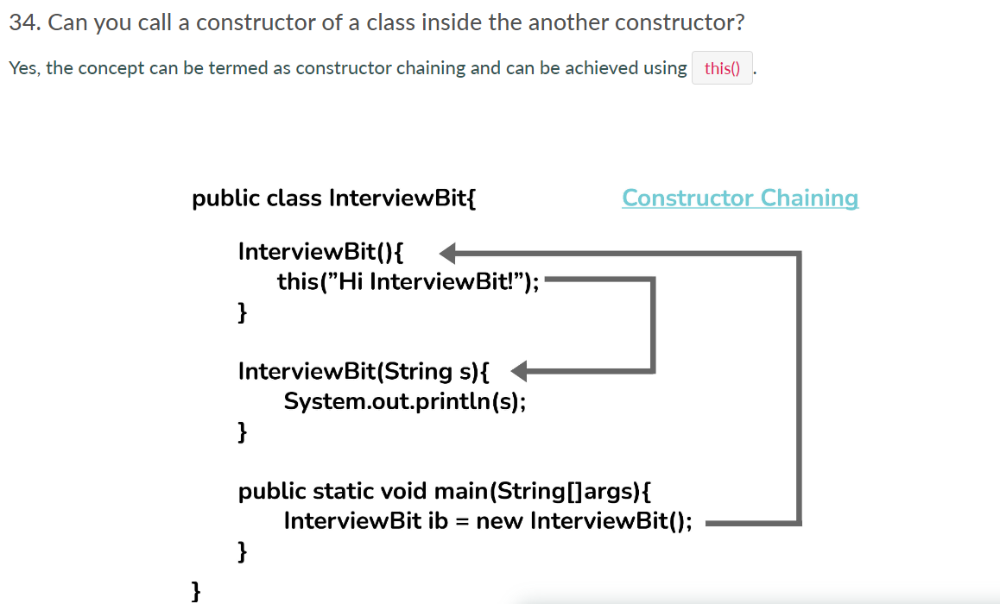 34. Can you call a constructor of a class inside the another constructor?
Yes, the concept can be termed as constructor chaining and can be achieved using this() .
public class InterviewBit{
Constructor Chaining
InterviewBit(){
this(”Hi InterviewBit!”);
}
InterviewBit(String s){
System.out.println(s);
}
public static void main(String[]args){
InterviewBit ib = new InterviewBit();
}
}